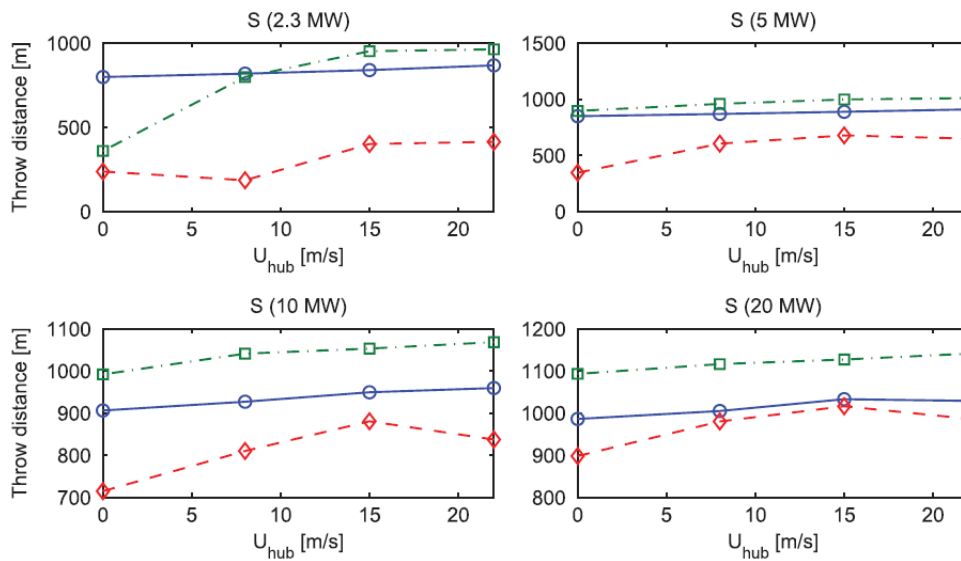 S (2.3 MW)
Throw distance [m]
1000
500
0
0 5 10 15 20
U_hub [m/s]
S (5 MW)
1500
1000
500
0
0 5 10 15 20
U_hub [m/s]
S (10 MW)
Throw distance [m]
1100
1000
900
800
700
0 5 10 15 20
U_hub [m/s]
S (20 MW)
1200
1100
1000
900
800
0 5 10 15 20
U_hub [m/s]